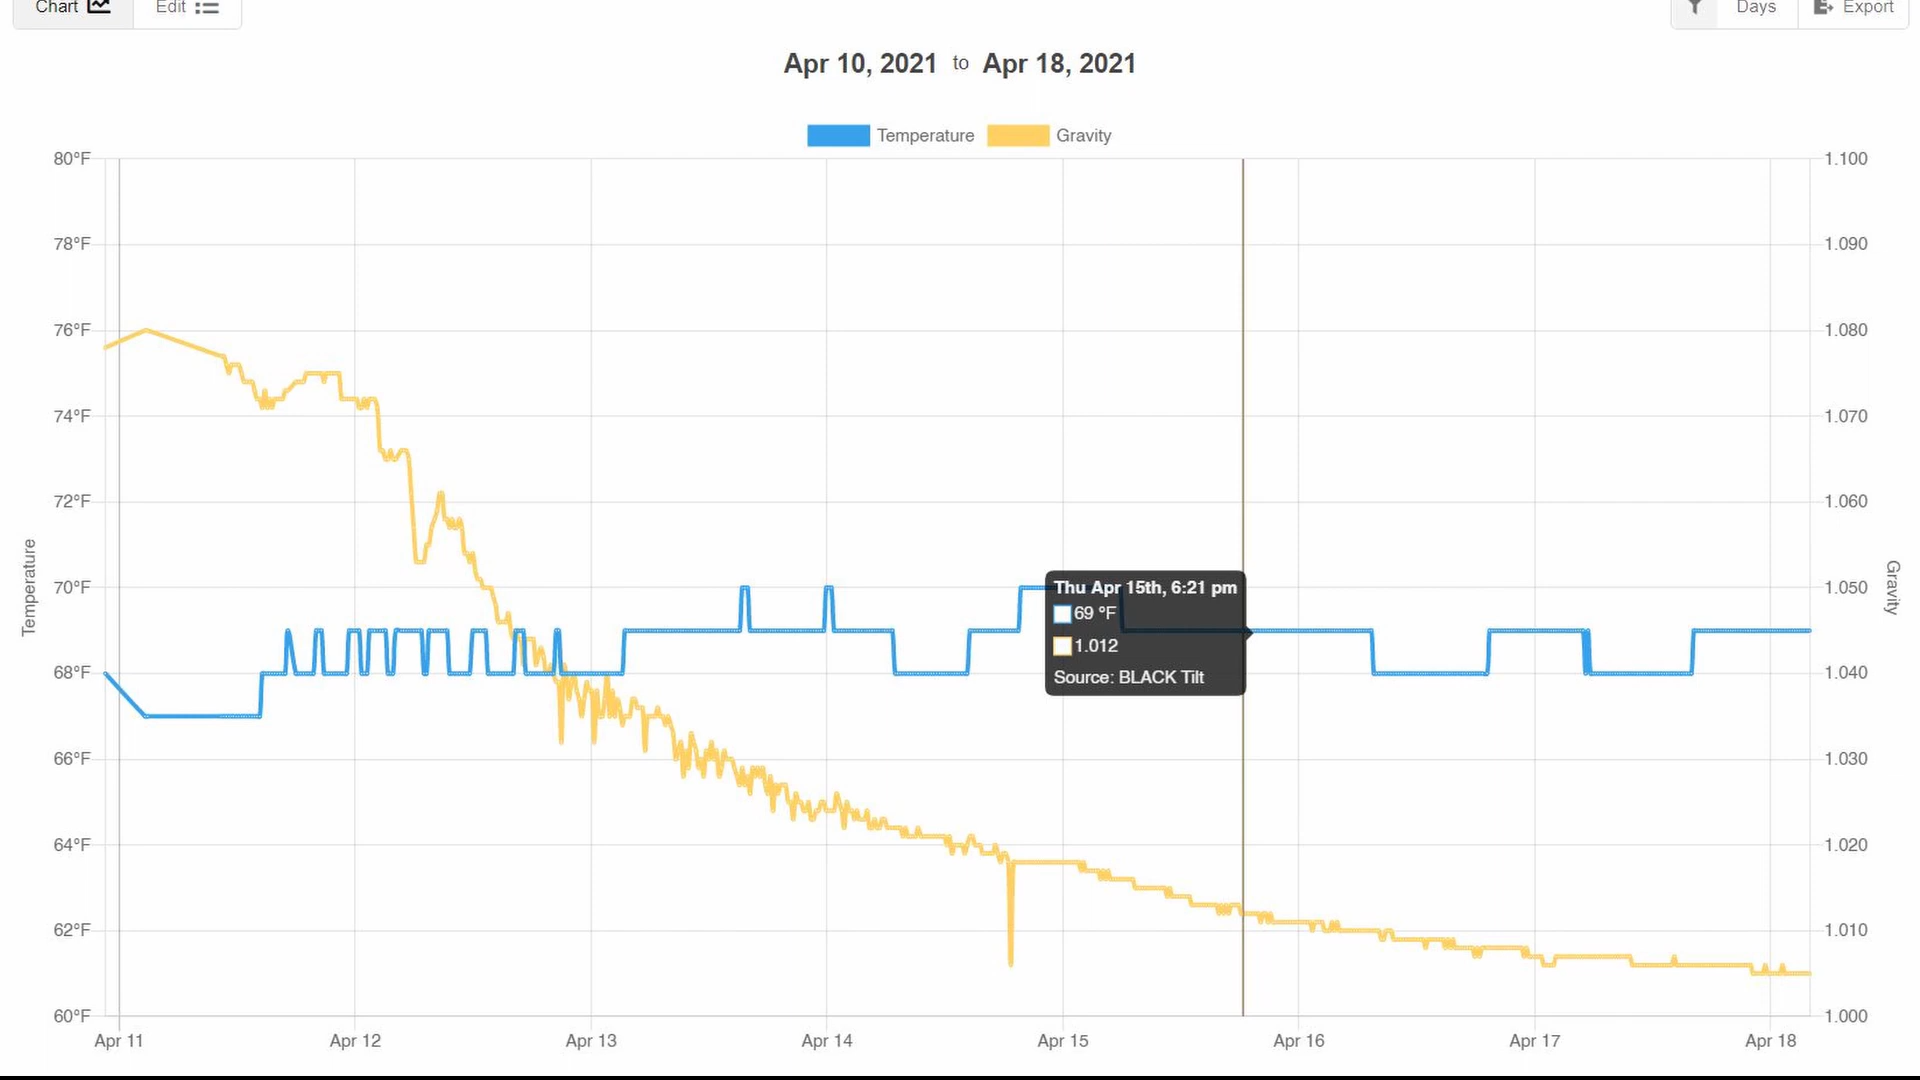 Chart Edit Days Export
Apr 10, 2021 to Apr 18, 2021
Temperature Gravity
80°F 1.100
78°F 1.090
76°F 1.080
74°F 1.070
72°F 1.060
70°F 1.050
68°F 1.040
66°F 1.030
64°F 1.020
62°F 1.010
60°F 1.000
Temperature
Gravity
Thu Apr 15th, 6:21 pm
69 ºF
1.012
Source: BLACK Tilt
Apr 11 Apr 12 Apr 13 Apr 14 Apr 15 Apr 16 Apr 17 Apr 18